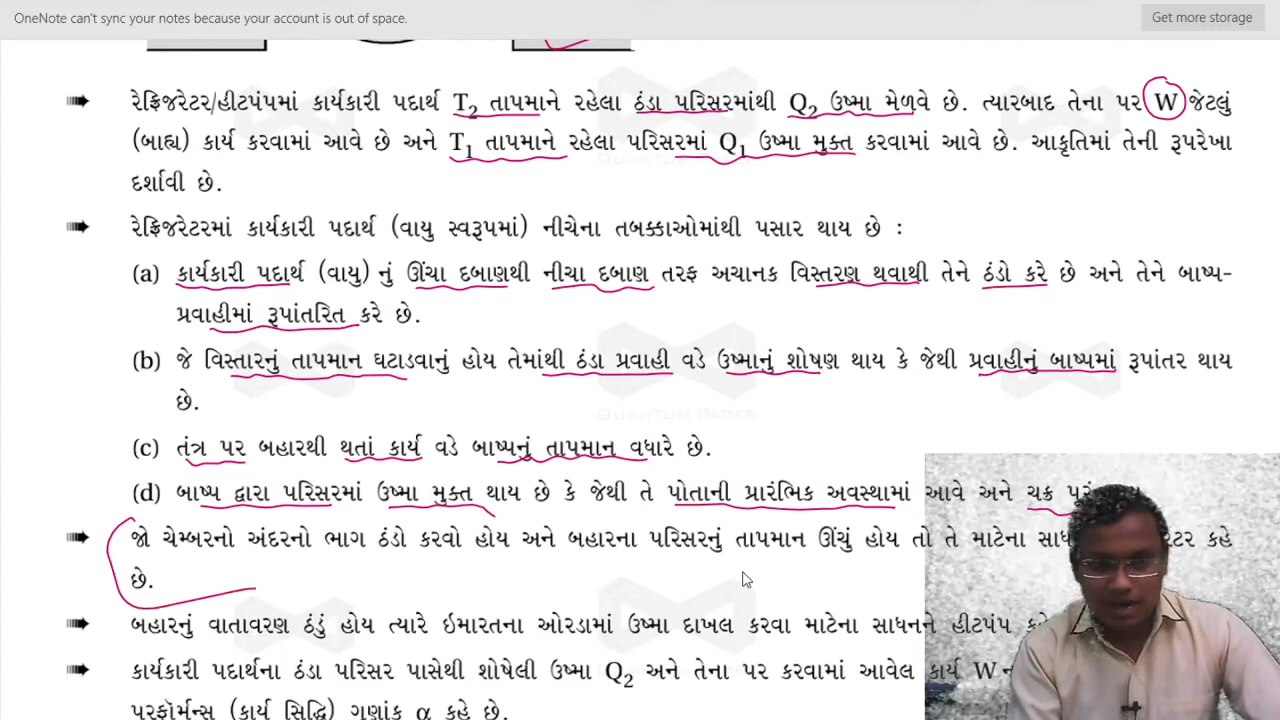 OneNote can't sync your notes because your account is out of space.
Get more storage
રેફ્રિજરેટર/હીટપંપમાં કાર્યકારી પદાર્થ T₂ તાપમાને રહેલા ઠંડા પરિસરમાંથી Q₂ ઉષ્મા મેળવે છે. ત્યારબાદ તેના પર W જેટલું
(બાહ્ય) કાર્ય કરવામાં આવે છે અને T₁ તાપમાને રહેલા પરિસરમાં Q₁ ઉષ્મા મુક્ત કરવામાં આવે છે. આકૃતિમાં તેની રૂપરેખા
દર્શાવી છે.
રેફ્રિજરેટરમાં કાર્યકારી પદાર્થ (વાયુ સ્વરૂપમાં) નીચેના તબક્કાઓમાંથી પસાર થાય છે :
(a) કાર્યકારી પદાર્થ (વાયુ) નું ઊંચા દબાણથી નીચા દબાણ તરફ અચાનક વિસ્તરણ થવાથી તેને ઠંડો કરે છે અને તેને બાષ્પ-
પ્રવાહીમાં રૂપાંતરિત કરે છે.
(b) જે વિસ્તારનું તાપમાન ઘટાડવાનું હોય તેમાંથી ઠંડા પ્રવાહી વડે ઉષ્માનું શોષણ થાય કે જેથી પ્રવાહીનું બાષ્પમાં રૂપાંતર થાય
છે.
(c) તંત્ર પર બહારથી થતાં કાર્ય વડે બાષ્પનું તાપમાન વધારે છે.
(d) બાષ્પ દ્વારા પરિસરમાં ઉષ્મા મુક્ત થાય છે કે જેથી તે પોતાની પ્રારંભિક અવસ્થામાં આવે અને ચક્ર
જો ચેમ્બરનો અંદરનો ભાગ ઠંડો કરવો હોય અને બહારના પરિસરનું તાપમાન ઊંચું હોય તો તે માટેના કહે
છે.
બહારનું વાતાવરણ ઠંડું હોય ત્યારે ઇમારતના ઓરડામાં ઉષ્મા દાખલ કરવા માટેના સાધનને હીટપંપ
કાર્યકારી પદાર્થના ઠંડા પરિસર પાસેથી શોષેલી ઉષ્મા Q₂ અને તેના પર કરવામાં આવેલ કાર્ય W
પરફૉર્મન્સ (કાર્ય સિદ્ધિ) ગણાંક α કહે છે.